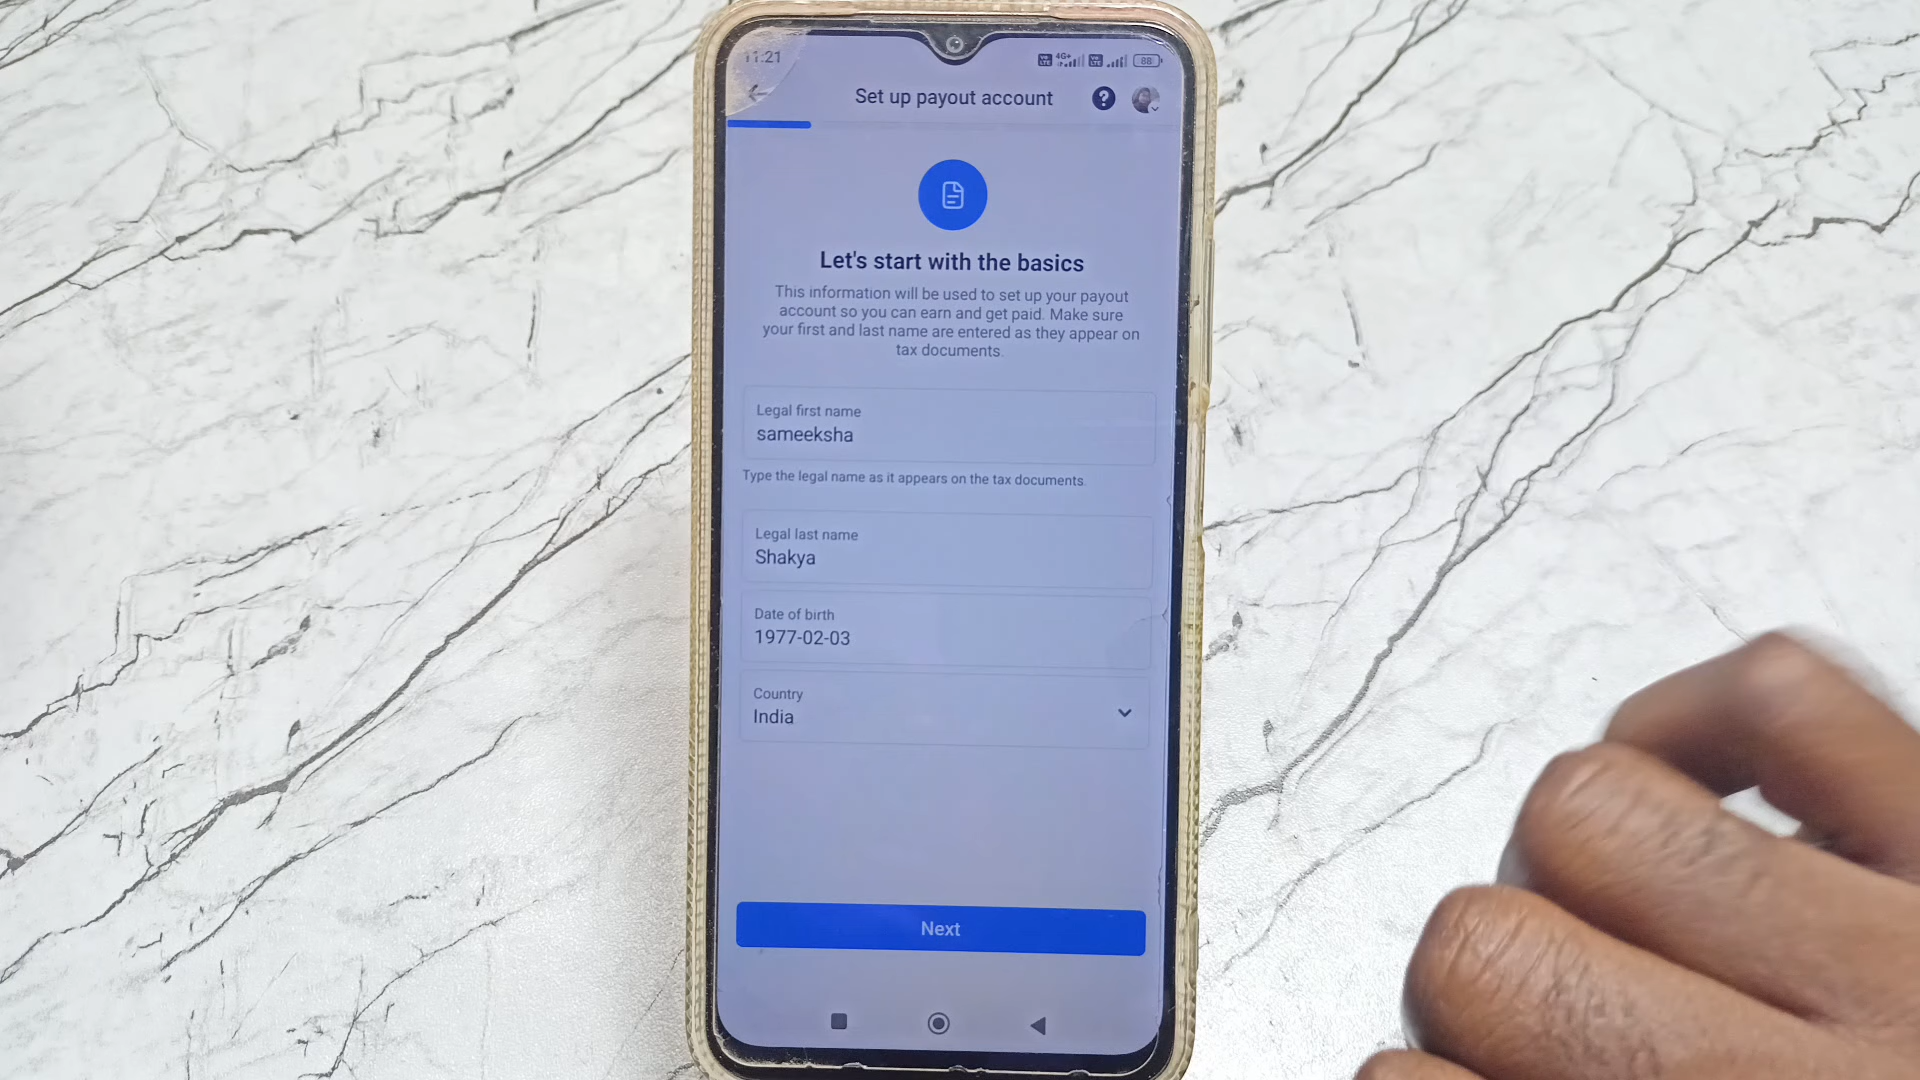 11:21
88
Set up payout account
?
Let's start with the basics
This information will be used to set up your payout
account so you can earn and get paid. Make sure
your first and last name are entered as they appear on
tax documents.
Legal first name
sameeksha
Type the legal name as it appears on the tax documents.
Legal last name
Shakya
Date of birth
1977-02-03
Country
India
Next